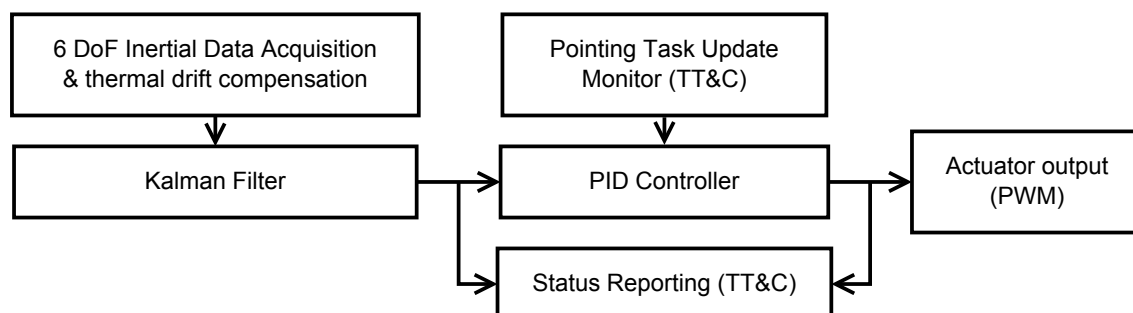 6 DoF Inertial Data Acquisition
& thermal drift compensation
Pointing Task Update
Monitor (TT&C)
Kalman Filter
PID Controller
Actuator output
(PWM)
Status Reporting (TT&C)